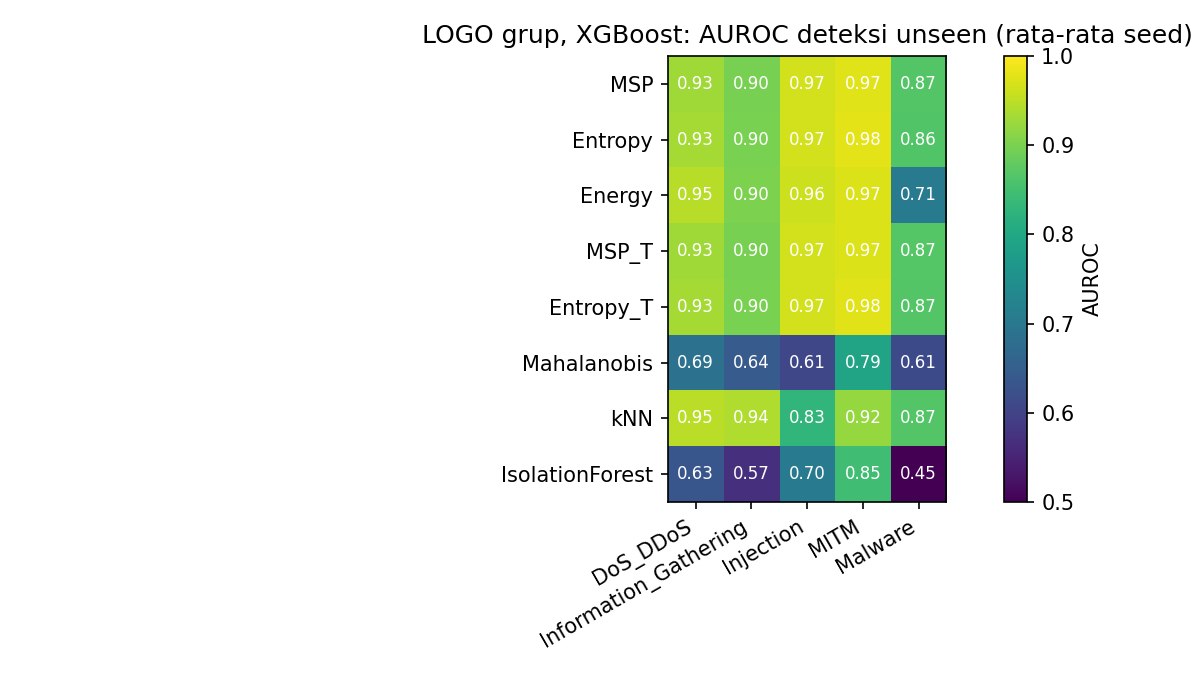 LOGO grup, XGBoost: AUROC deteksi unseen (rata-rata seed)
MSP 0.93 0.90 0.97 0.97 0.87
Entropy 0.93 0.90 0.97 0.98 0.86
Energy 0.95 0.90 0.96 0.97 0.71
MSP_T 0.93 0.90 0.97 0.97 0.87
Entropy_T 0.93 0.90 0.97 0.98 0.87
Mahalanobis 0.69 0.64 0.61 0.79 0.61
kNN 0.95 0.94 0.83 0.92 0.87
IsolationForest 0.63 0.57 0.70 0.85 0.45
DoS_DDoS
Information_Gathering
Injection
MITM
Malware
1.0
0.9
0.8
0.7
0.6
0.5
AUROC